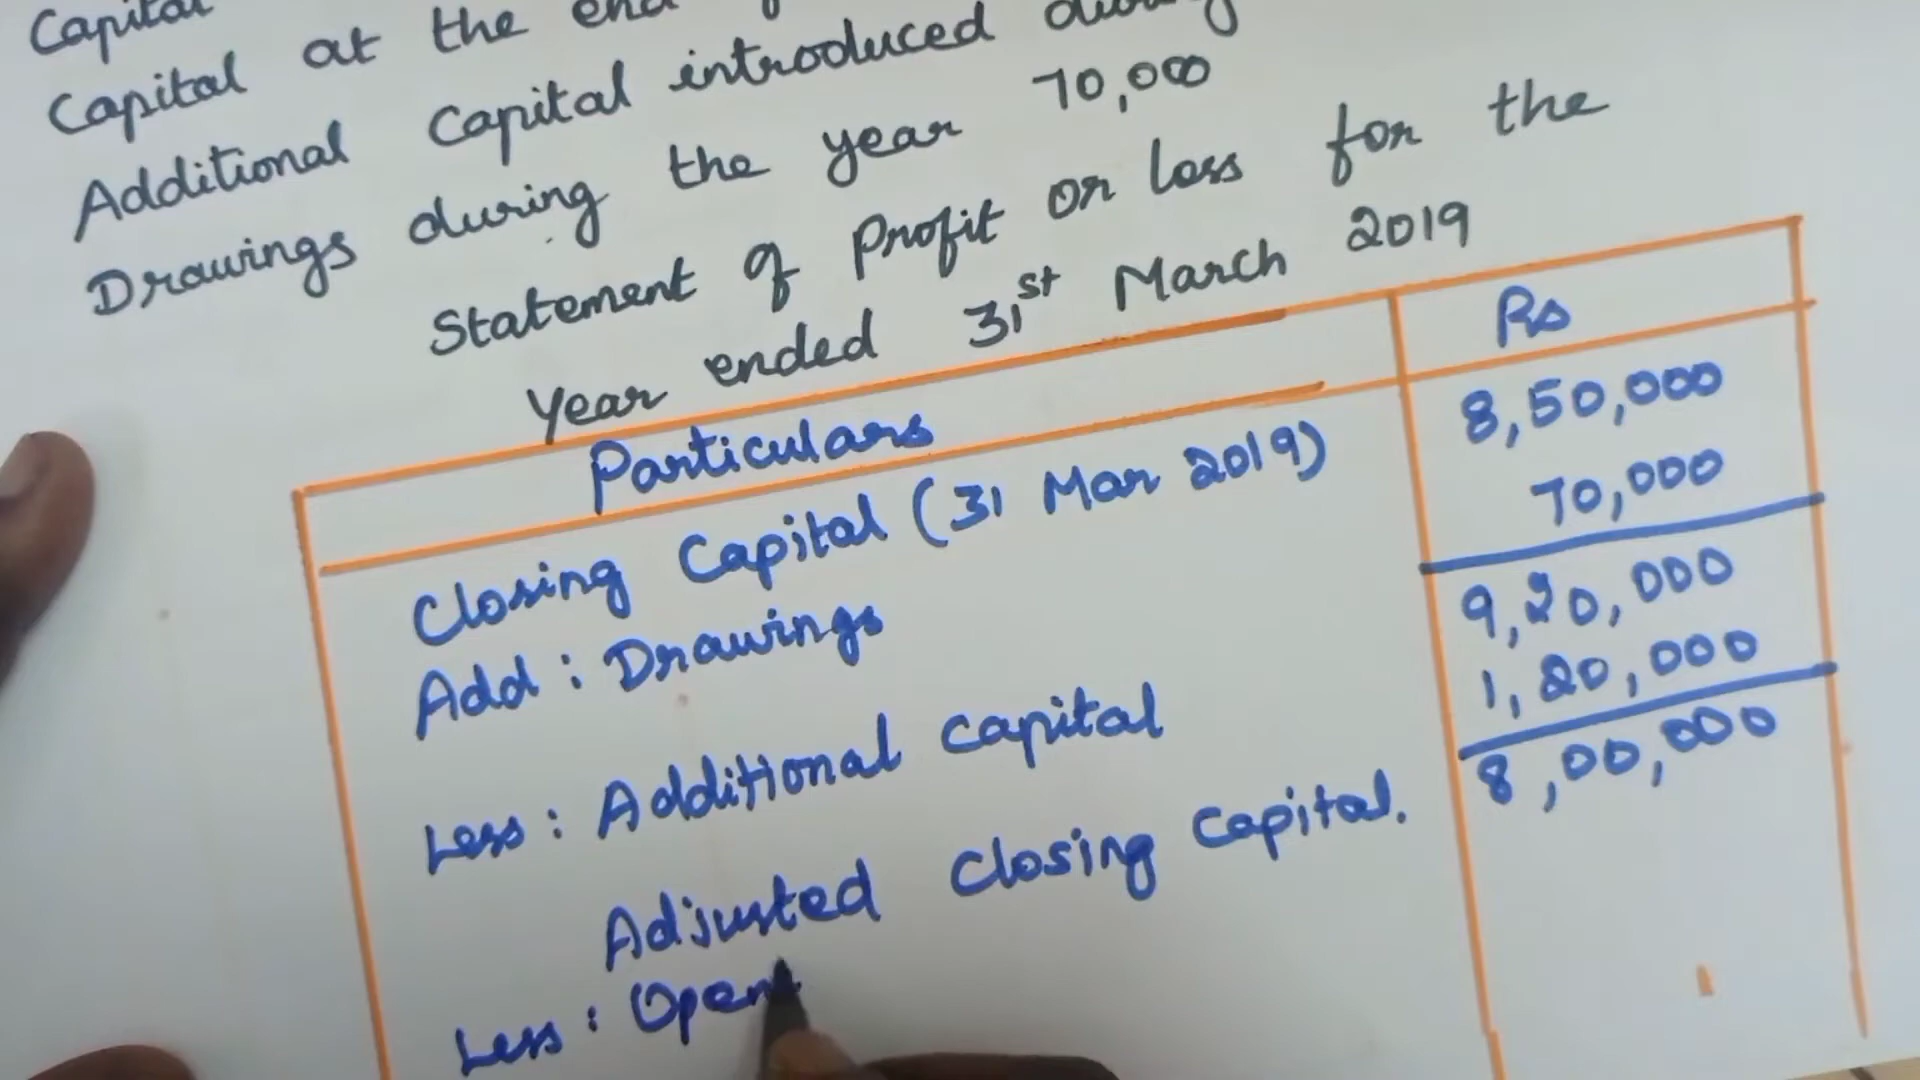 Capital
Capital at the end
Additional Capital introduced during
Drawings during the year 70,000
Statement of Profit or loss for the
Year ended 31st March 2019
Particulars Rs
Closing Capital (31 Mar 2019) 8,50,000
Add : Drawings 70,000
9,20,000
Less : Additional Capital 1,20,000
Adjusted Closing Capital. 8,00,000
Less : Open